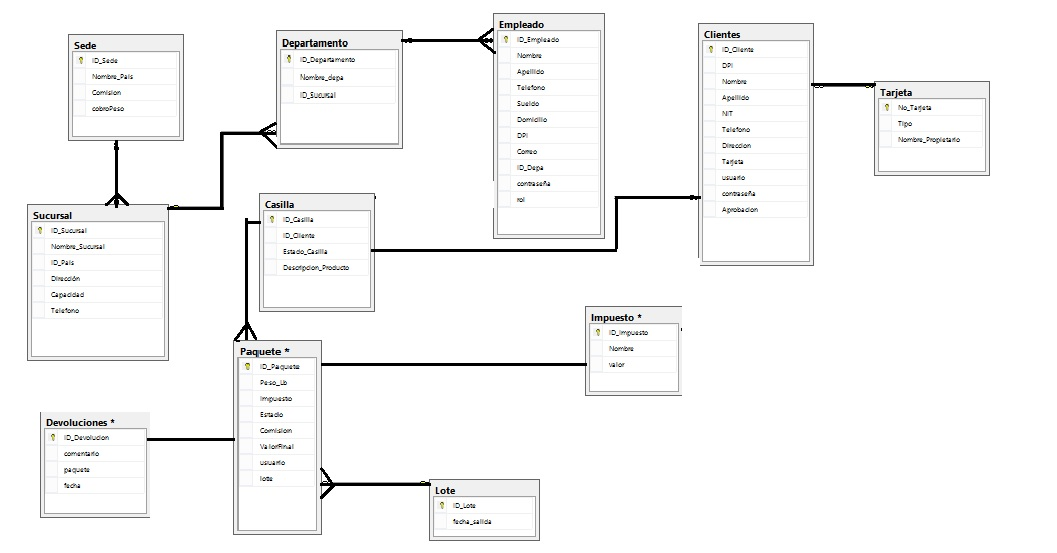 Sede
ID_Sede
Nombre_Pais
Comision
cobroPeso
Departamento
ID_Departamento
Nombre_depa
ID_Sucursal
Empleado
ID_Empleado
Nombre
Apellido
Telefono
Sueldo
Domicilio
DPI
Correo
ID_Depa
contraseña
rol
Clientes
ID_Cliente
DPI
Nombre
Apellido
NIT
Telefono
Direccion
Tarjeta
usuario
contraseña
Aprobacion
Tarjeta
No_Tarjeta
Tipo
Nombre_Propietario
Sucursal
ID_Sucursal
Nombre_Sucursal
ID_Pais
Dirección
Capacidad
Telefono
Casilla
ID_Casilla
ID_Cliente
Estado_Casilla
Descripcion_Producto
Impuesto *
ID_Impuesto
Nombre
valor
Paquete *
ID_Paquete
Peso_Lb
Impuesto
Estado
Comision
ValorFinal
usuario
lote
Devoluciones *
ID_Devolucion
comentario
paquete
fecha
Lote
ID_Lote
fecha_salida